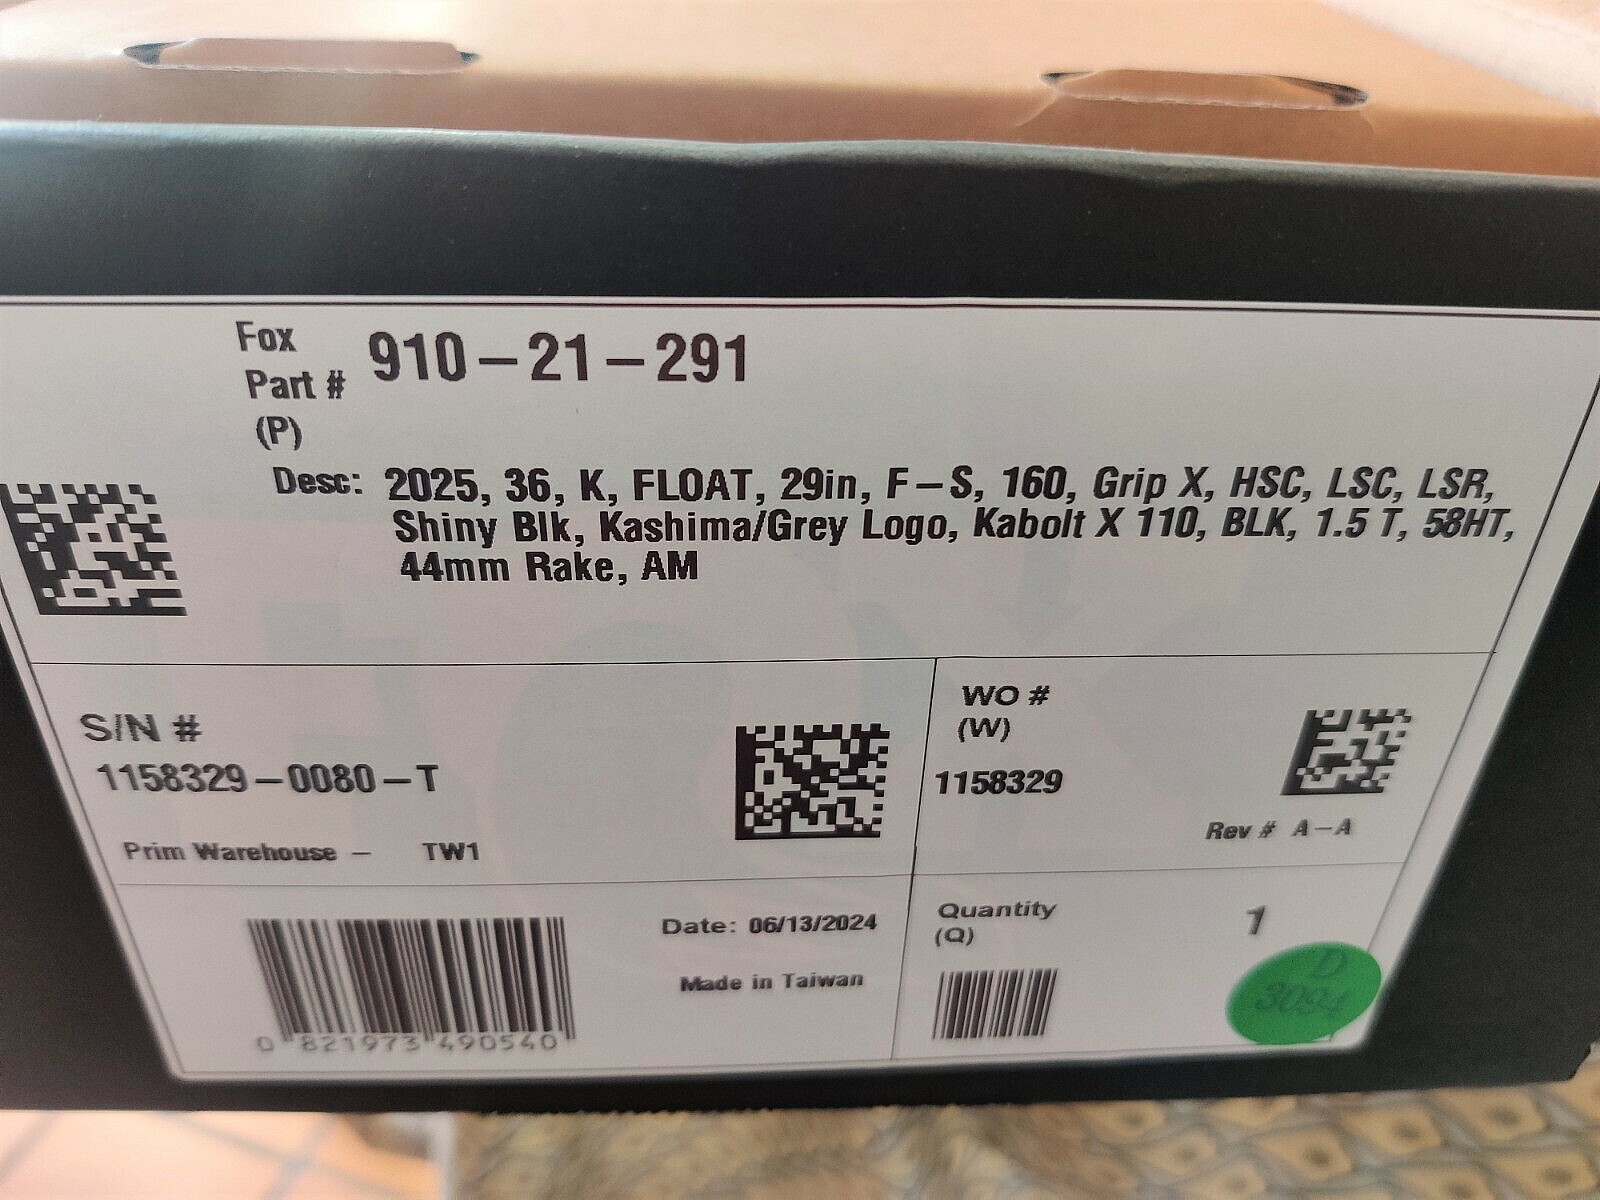 Fox
Part #
(P)
910-21-291
Desc: 2025, 36, K, FLOAT, 29in, F-S, 160, Grip X, HSC, LSC, LSR,
Shiny Blk, Kashima/Grey Logo, Kabolt X 110, BLK, 1.5 T, 58HT,
44mm Rake, AM
S/N #
1158329-0080-T
Prim Warehouse - TW1
WO #
(W)
1158329
Rev # A-A
Date: 06/13/2024
Made in Taiwan
0 821973 490540
Quantity
(Q)
1
D
3094